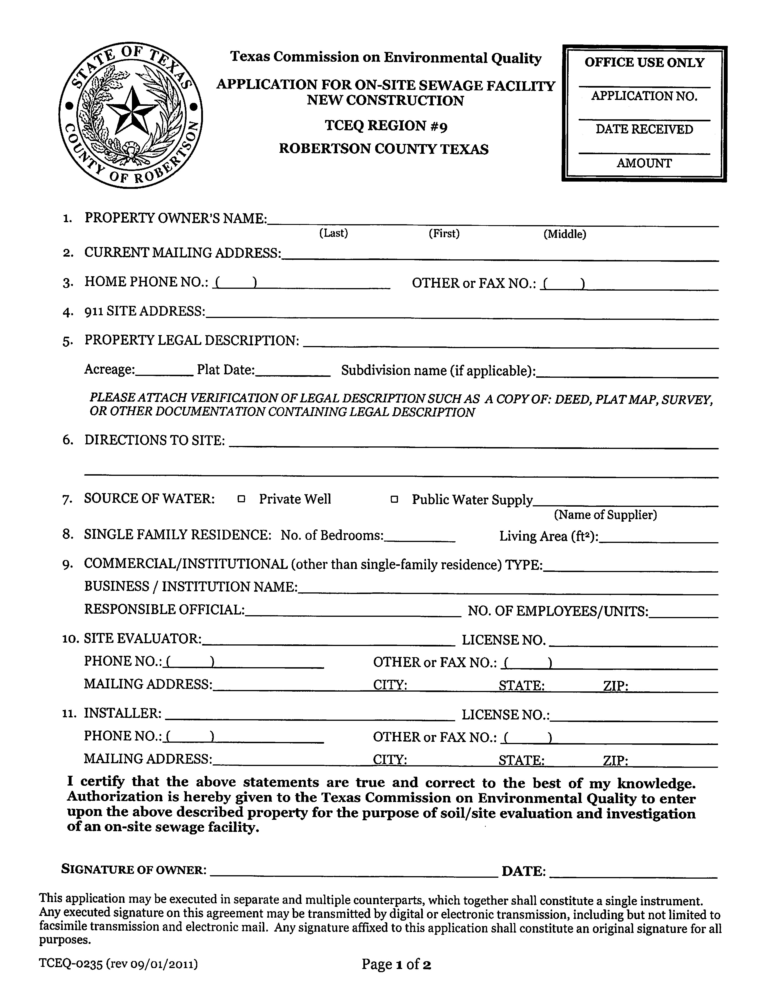 STATE OF TEXAS
COUNTY OF ROBERTSON
Texas Commission on Environmental Quality
APPLICATION FOR ON-SITE SEWAGE FACILITY
NEW CONSTRUCTION
TCEQ REGION #9
ROBERTSON COUNTY TEXAS
OFFICE USE ONLY
APPLICATION NO.
DATE RECEIVED
AMOUNT
1. PROPERTY OWNER'S NAME:
(Last) (First) (Middle)
2. CURRENT MAILING ADDRESS:
3. HOME PHONE NO.: ( ) OTHER or FAX NO.: ( )
4. 911 SITE ADDRESS:
5. PROPERTY LEGAL DESCRIPTION:
Acreage: Plat Date: Subdivision name (if applicable):
PLEASE ATTACH VERIFICATION OF LEGAL DESCRIPTION SUCH AS A COPY OF: DEED, PLAT MAP, SURVEY,
OR OTHER DOCUMENTATION CONTAINING LEGAL DESCRIPTION
6. DIRECTIONS TO SITE:
7. SOURCE OF WATER: □ Private Well □ Public Water Supply
(Name of Supplier)
8. SINGLE FAMILY RESIDENCE: No. of Bedrooms: Living Area (ft²):
9. COMMERCIAL/INSTITUTIONAL (other than single-family residence) TYPE:
BUSINESS / INSTITUTION NAME:
RESPONSIBLE OFFICIAL: NO. OF EMPLOYEES/UNITS:
10. SITE EVALUATOR: LICENSE NO.
PHONE NO.: ( ) OTHER or FAX NO.: ( )
MAILING ADDRESS: CITY: STATE: ZIP:
11. INSTALLER: LICENSE NO.:
PHONE NO.: ( ) OTHER or FAX NO.: ( )
MAILING ADDRESS: CITY: STATE: ZIP:
I certify that the above statements are true and correct to the best of my knowledge.
Authorization is hereby given to the Texas Commission on Environmental Quality to enter
upon the above described property for the purpose of soil/site evaluation and investigation
of an on-site sewage facility.
SIGNATURE OF OWNER: DATE:
This application may be executed in separate and multiple counterparts, which together shall constitute a single instrument.
Any executed signature on this agreement may be transmitted by digital or electronic transmission, including but not limited to
facsimile transmission and electronic mail. Any signature affixed to this application shall constitute an original signature for all
purposes.
TCEQ-0235 (rev 09/01/2011) Page 1 of 2